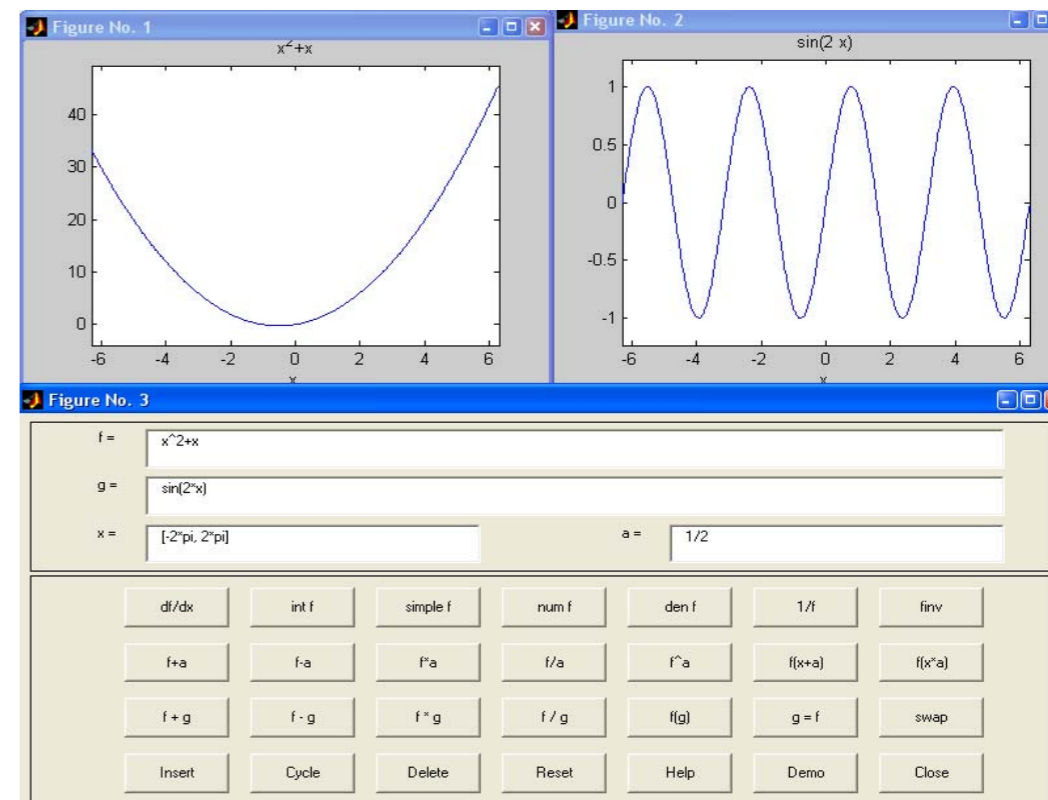 Figure No. 1
x^2+x
40
30
20
10
0
-6 -4 -2 0 2 4 6
x
Figure No. 2
sin(2 x)
1
0.5
0
-0.5
-1
-6 -4 -2 0 2 4 6
x
Figure No. 3
f = x^2+x
g = sin(2*x)
x = [-2*pi, 2*pi] a = 1/2
df/dx int f simple f num f den f 1/f finv
f+a f-a f*a f/a f^a f(x+a) f(x*a)
f + g f - g f * g f / g f(g) g = f swap
Insert Cycle Delete Reset Help Demo Close